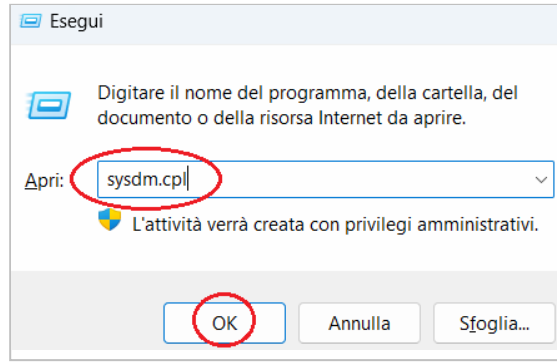 Esegui
Digitare il nome del programma, della cartella, del
documento o della risorsa Internet da aprire.
Apri: sysdm.cpl
L'attività verrà creata con privilegi amministrativi.
OK Annulla Sfoglia...